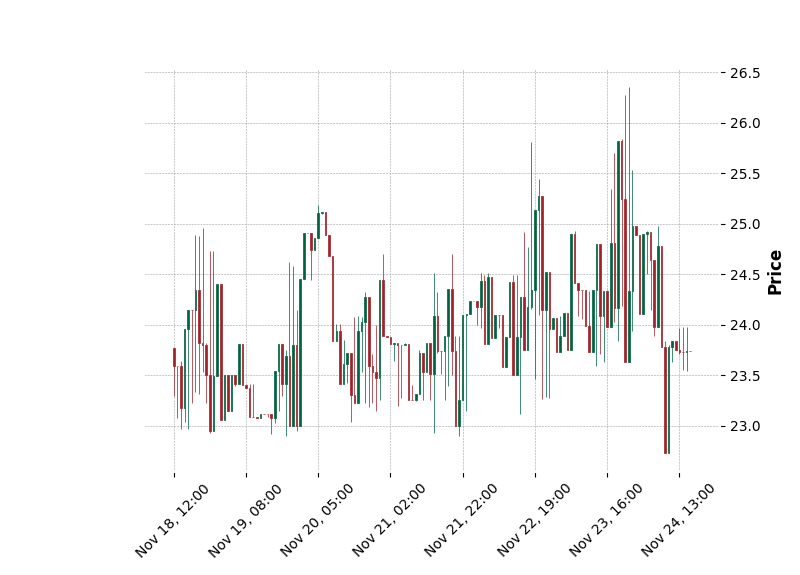 26.5
26.0
25.5
25.0
24.5
24.0
23.5
23.0
Price
Nov 18, 12:00
Nov 19, 08:00
Nov 20, 05:00
Nov 21, 02:00
Nov 21, 22:00
Nov 22, 19:00
Nov 23, 16:00
Nov 24, 13:00